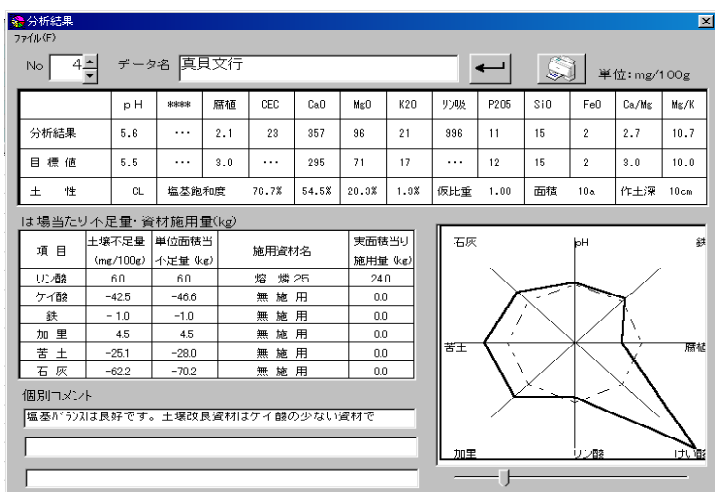 分析結果
ファイル(F)
No 4 データ名 真貝文行
単位:mg/100g
pH **** 腐植 CEC CaO MgO K2O リン吸 P2O5 SiO FeO Ca/Mg Mg/K
分析結果 5.6 ... 2.1 23 357 96 21 996 11 15 2 2.7 10.7
目標値 5.5 ... 3.0 ... 295 71 17 ... 12 15 2 3.0 10.0
土性 CL 塩基飽和度 76.7% 54.5% 20.3% 1.9% 仮比重 1.00 面積 10a 作土深 10cm
ほ場当たり不足量・資材施用量(kg)
項目 土壌不足量 (mg/100g) 単位面積当 不足量 (kg) 施用資材名 実面積当り 施用量 (kg)
リン酸 6.0 6.0 熔燐25 24.0
ケイ酸 -42.5 -46.6 無施用 0.0
鉄 -1.0 -1.0 無施用 0.0
加里 4.5 4.5 無施用 0.0
苦土 -25.1 -28.0 無施用 0.0
石灰 -62.2 -70.2 無施用 0.0
個別コメント
塩基バランスは良好です。土壌改良資材はケイ酸の少ない資材で
石灰 pH 鉄
苦土 腐植
加里 リン酸 けい酸